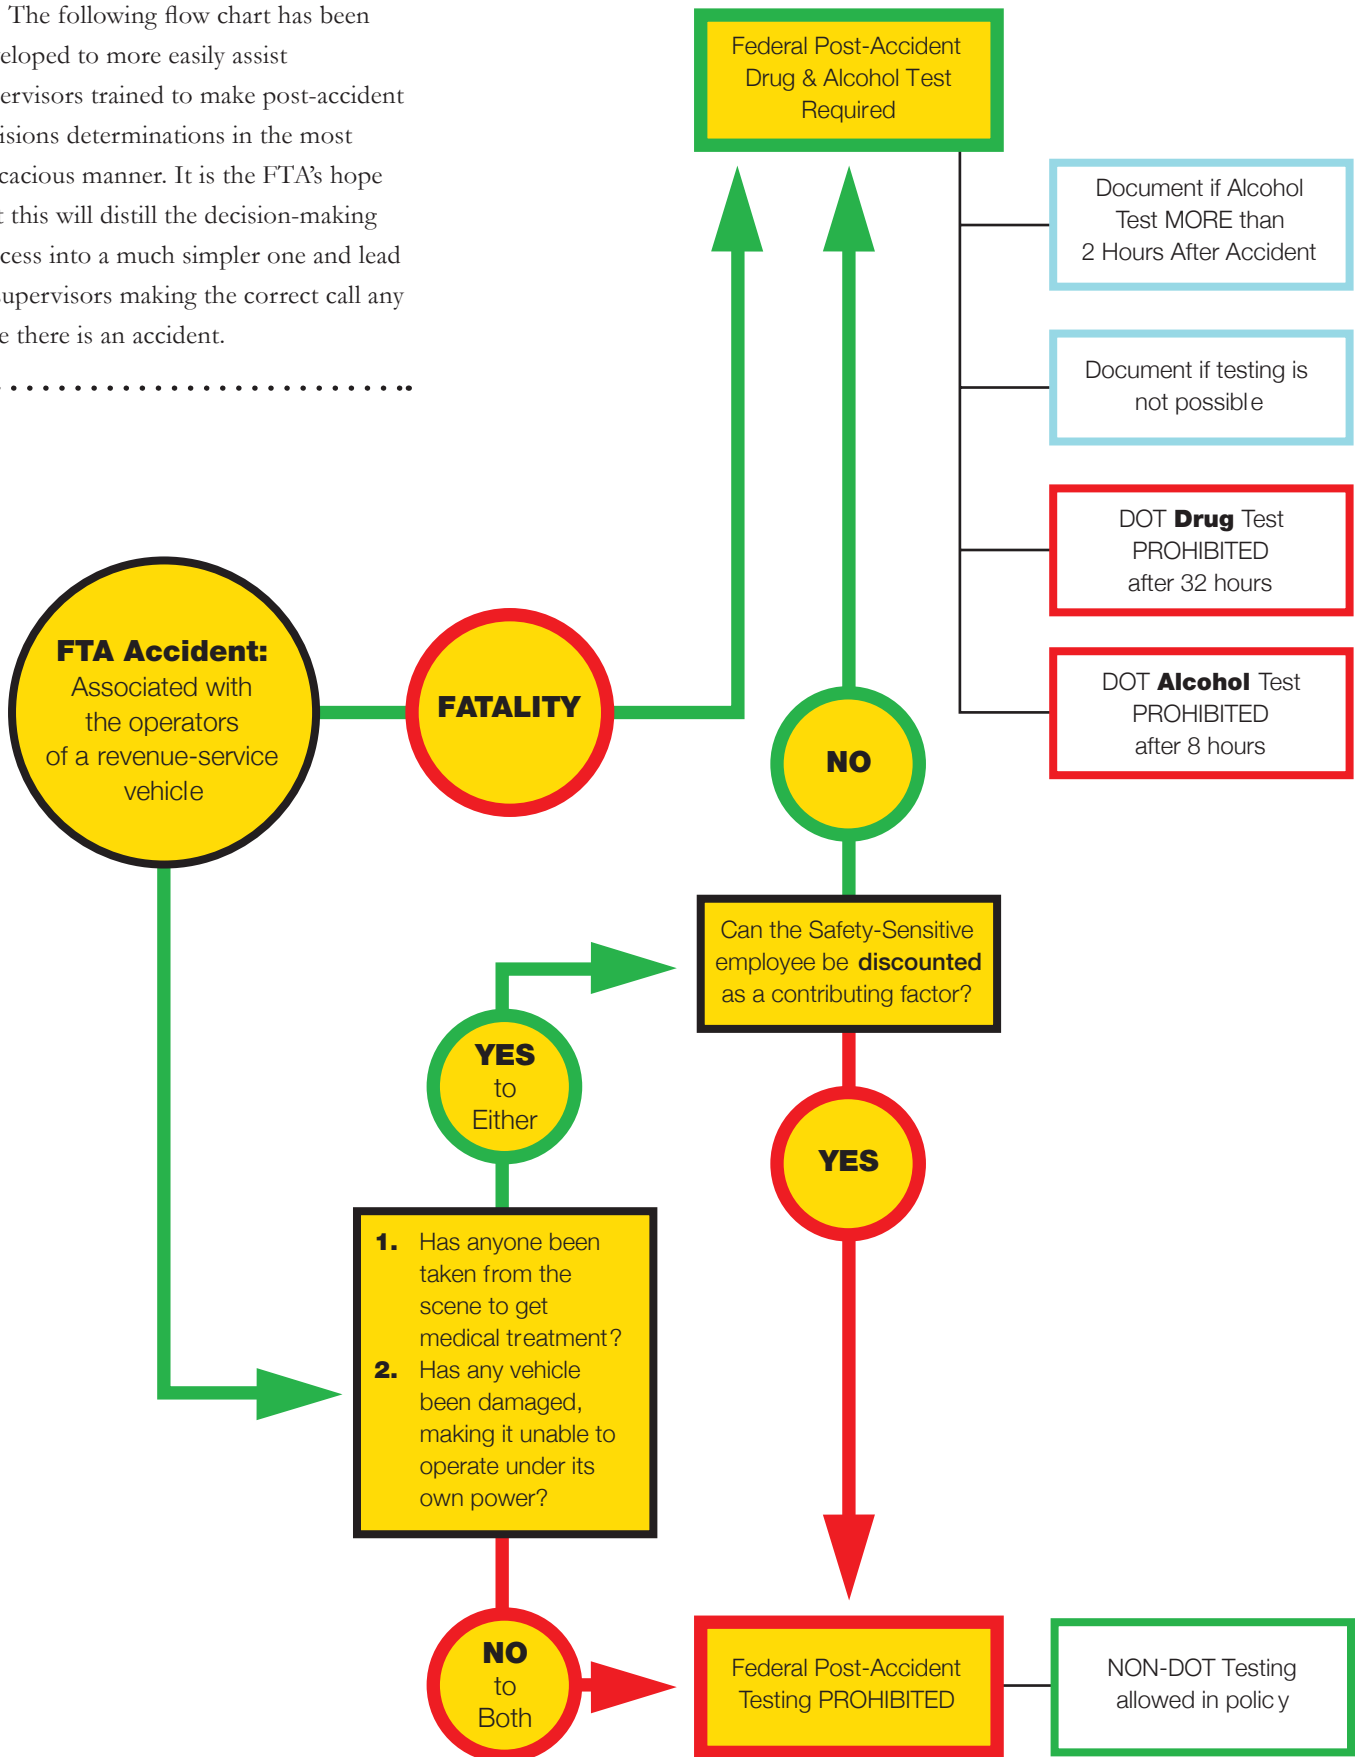 The following flow chart has been
eloped to more easily assist
ervisors trained to make post-accident
isions determinations in the most
cacious manner. It is the FTA’s hope
t this will distill the decision-making
cess into a much simpler one and lead
supervisors making the correct call any
e there is an accident.
Federal Post-Accident
Drug & Alcohol Test
Required
Document if Alcohol
Test MORE than
2 Hours After Accident
Document if testing is
not possible
DOT Drug Test
PROHIBITED
after 32 hours
DOT Alcohol Test
PROHIBITED
after 8 hours
FTA Accident:
Associated with
the operators
of a revenue-service
vehicle
FATALITY
NO
Can the Safety-Sensitive
employee be discounted
as a contributing factor?
YES
to
Either
YES
1. Has anyone been
taken from the
scene to get
medical treatment?
2. Has any vehicle
been damaged,
making it unable to
operate under its
own power?
NO
to
Both
Federal Post-Accident
Testing PROHIBITED
NON-DOT Testing
allowed in policy